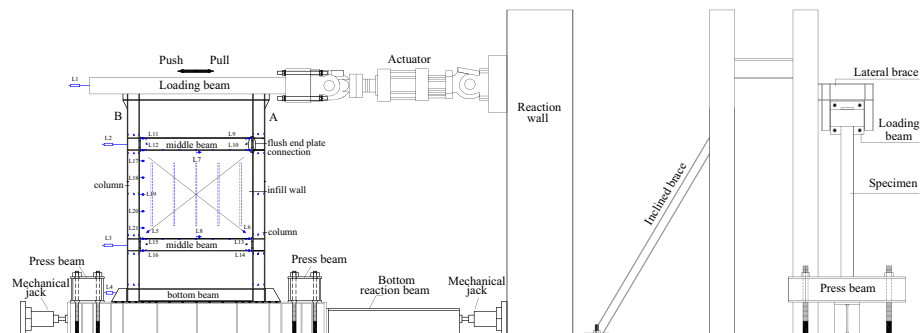 Push Pull
Actuator
L1
Loading beam
B
A
L11
L9
L2
L12
middle beam
L10
flush end plate
connection
L7
L17
L18
column
L19
infill wall
L20
L21
L5
L6
column
L8
L3
L15
middle beam
L13
L16
L14
Press beam
Press beam
Mechanical
jack
L4
bottom beam
Bottom
reaction beam
Mechanical
jack
Reaction
wall
Inclined brace
Lateral brace
Loading
beam
Specimen
Press beam